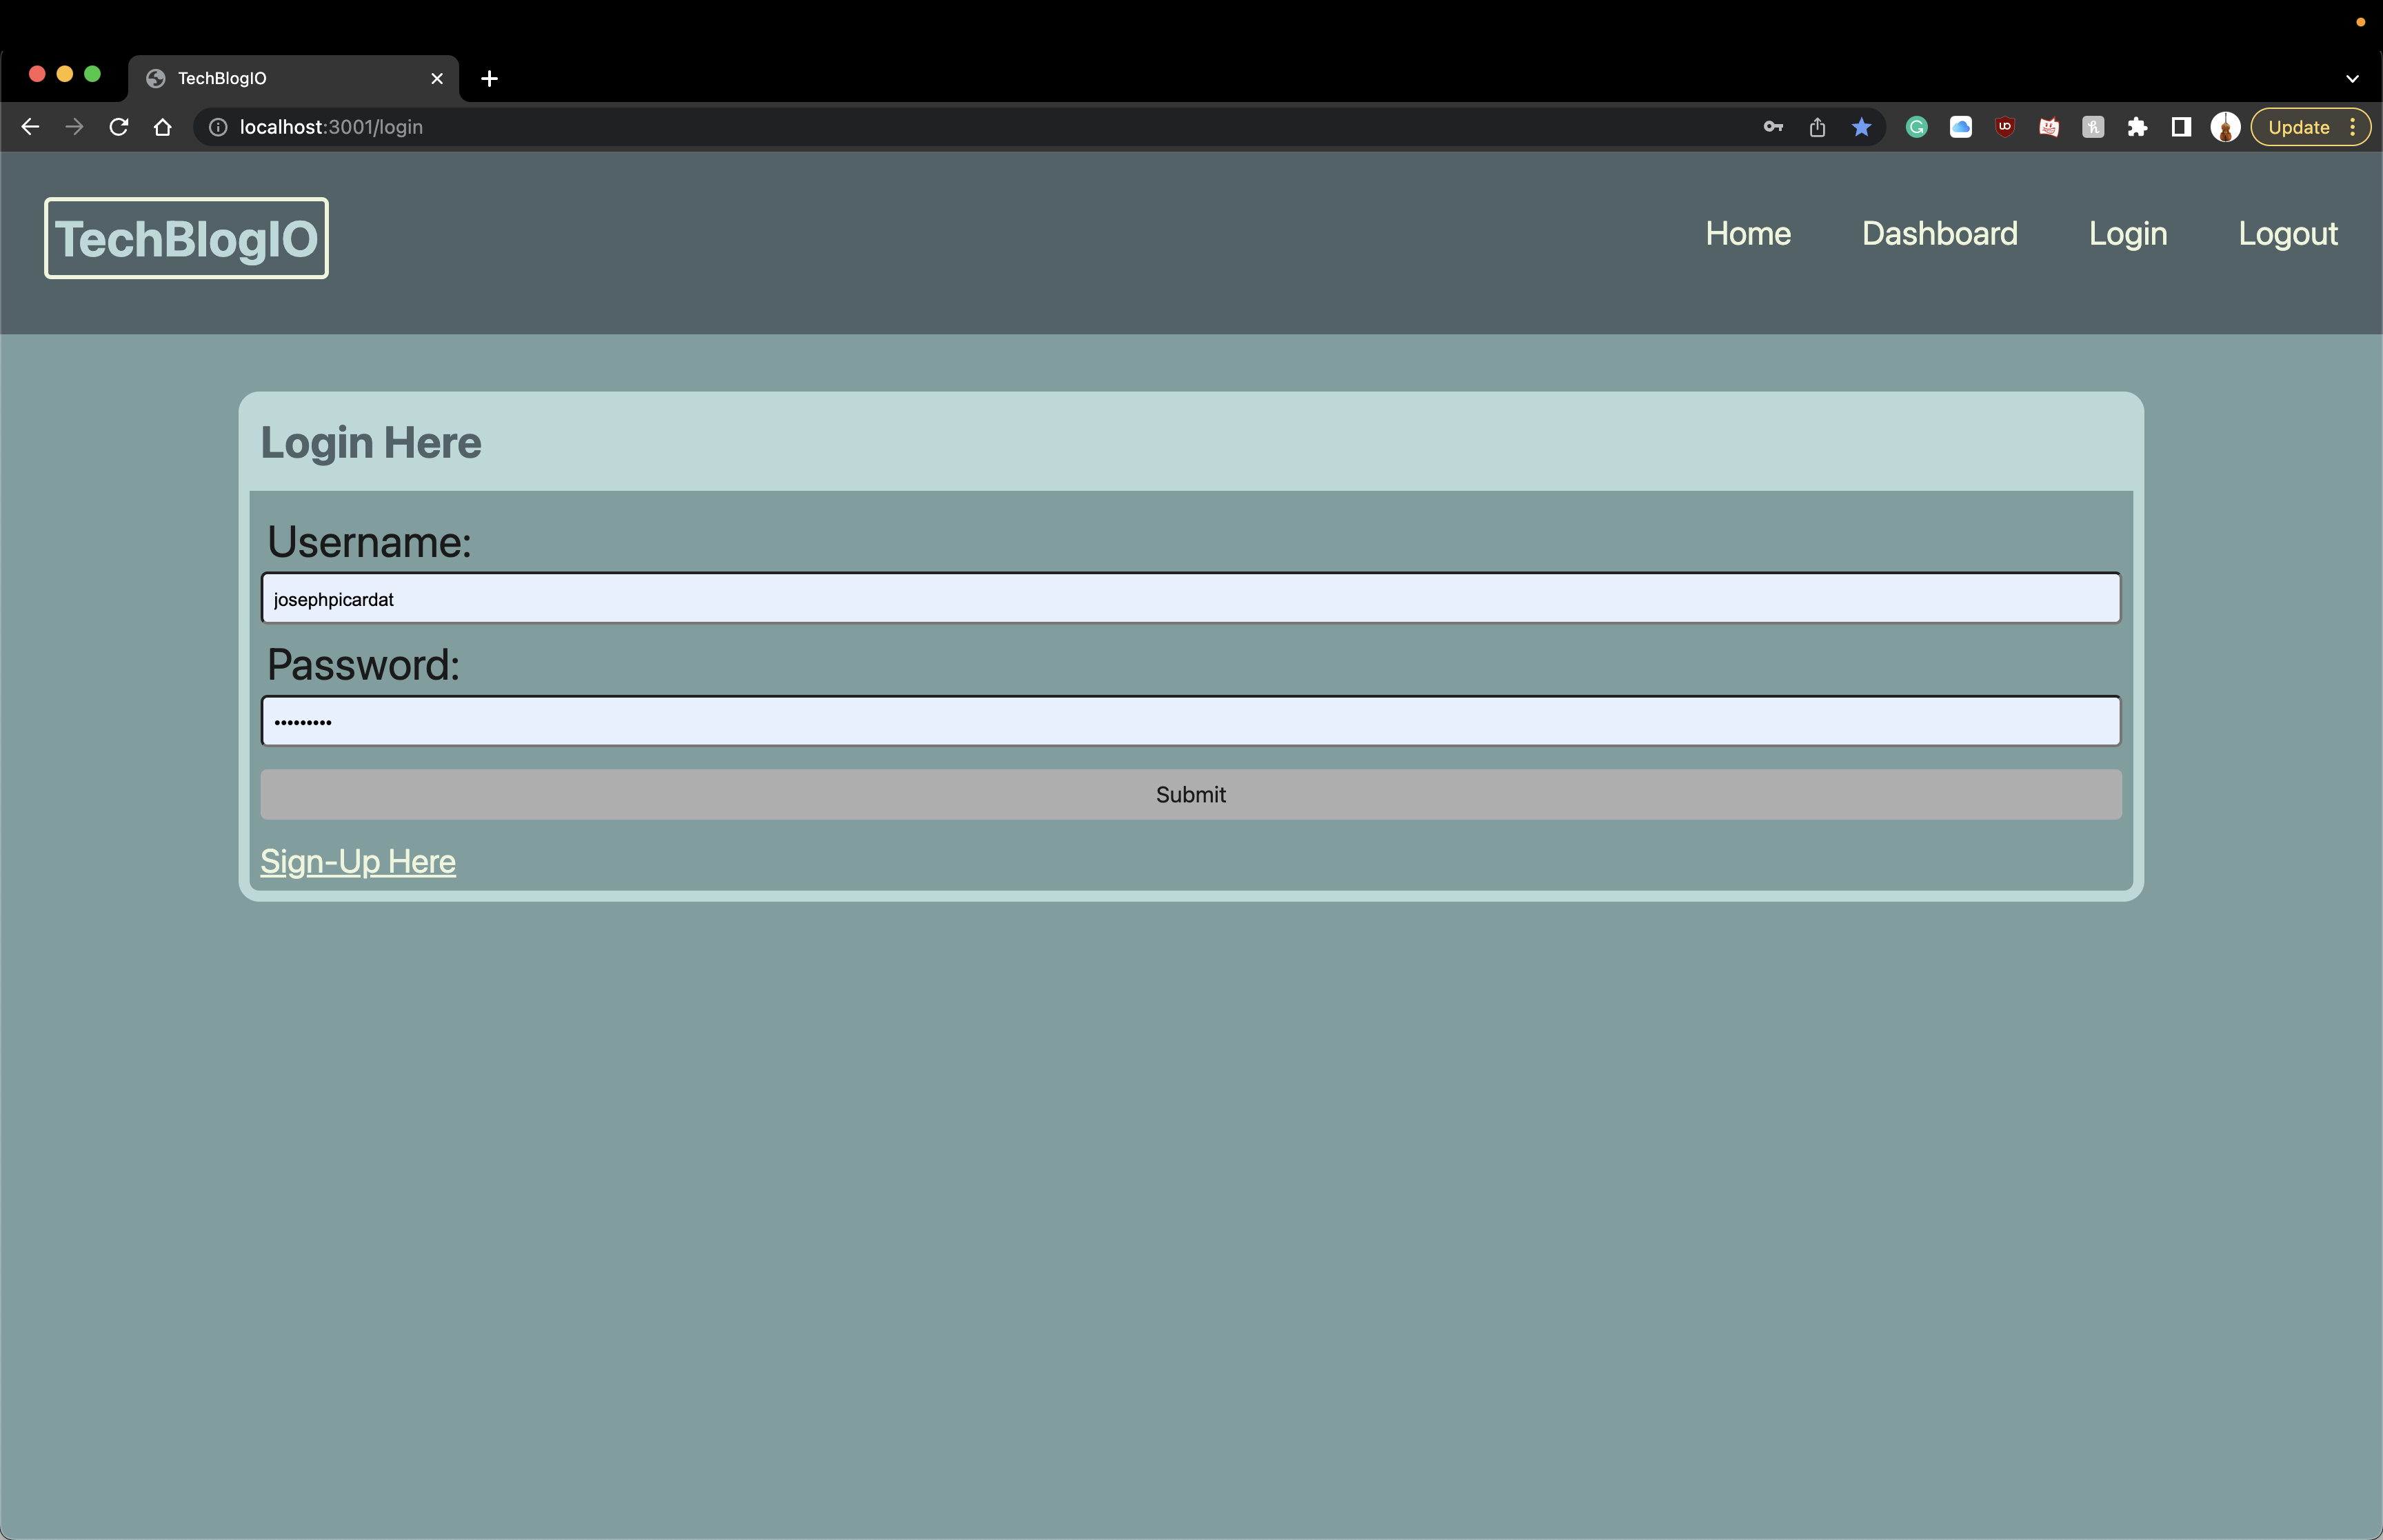 TechBlogIO
localhost:3001/login
Update
TechBlogIO
Home Dashboard Login Logout
Login Here
Username:
josephpicardat
Password:
•••••••••
Submit
Sign-Up Here